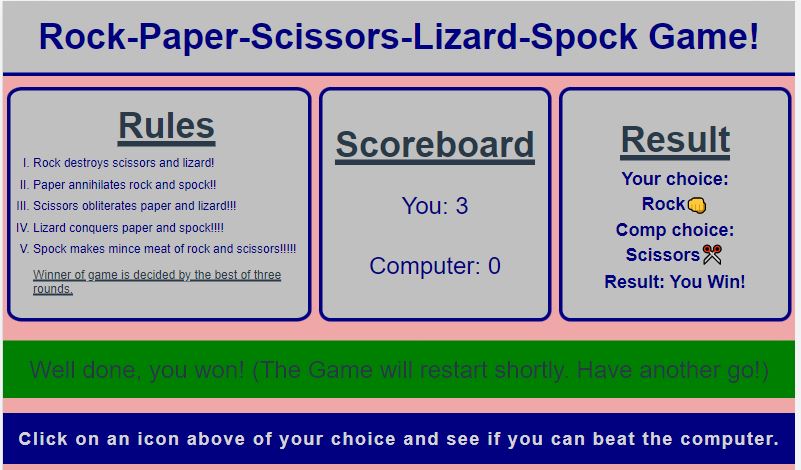 Rock-Paper-Scissors-Lizard-Spock Game!
Rules
I. Rock destroys scissors and lizard!
II. Paper annihilates rock and spock!!
III. Scissors obliterates paper and lizard!!!
IV. Lizard conquers paper and spock!!!!
V. Spock makes mince meat of rock and scissors!!!!!
Winner of game is decided by the best of three
rounds.
Scoreboard
You: 3
Computer: 0
Result
Your choice:
Rock👊
Comp choice:
Scissors✂
Result: You Win!
Well done, you won! (The Game will restart shortly. Have another go!)
Click on an icon above of your choice and see if you can beat the computer.